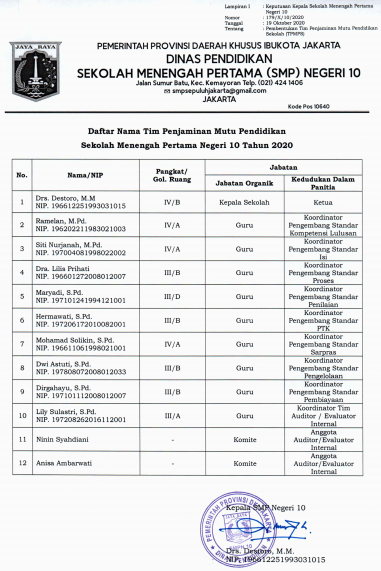 Lampiran I : Keputusan Kepala Sekolah Menengah Pertama
Negeri 10
Nomor : 179/X/10/2020
Tanggal : 19 Oktober 2020
Tentang : Pembentukan Tim Penjaminan Mutu Pendidikan
Sekolah (TPMPS)
JAYA RAYA
PEMERINTAH PROVINSI DAERAH KHUSUS IBUKOTA JAKARTA
DINAS PENDIDIKAN
SEKOLAH MENENGAH PERTAMA (SMP) NEGERI 10
Jalan Sumur Batu, Kec. Kemayoran Telp. (021) 424 1406
smpsepuluhjakarta@gmail.com
JAKARTA
Kode Pos 10640
Daftar Nama Tim Penjaminan Mutu Pendidikan
Sekolah Menengah Pertama Negeri 10 Tahun 2020
No. Nama/NIP Pangkat/ Gol. Ruang Jabatan
Jabatan Organik Kedudukan Dalam Panitia
1 Drs. Destoro, M.M IV/B Kepala Sekolah Ketua
NIP. 196612251993031015
2 Ramelan, M.Pd. IV/A Guru Koordinator
NIP. 196202211983021003 Pengembang Standar
Kompetensi Lulusan
3 Siti Nurjanah, M.Pd. IV/A Guru Koordinator
NIP. 197004081998022002 Pengembang Standar
Isi
4 Dra. Lilis Prihati III/B Guru Koordinator
NIP. 196601272008012007 Pengembang Standar
Proses
5 Maryadi, S.Pd. III/D Guru Koordinator
NIP. 197101241994121001 Pengembang Standar
Penilaian
6 Hermawati, S.Pd. III/B Guru Koordinator
NIP. 197206172010082001 Pengembang Standar
PTK
7 Mohamad Solikin, S.Pd. IV/A Guru Koordinator
NIP. 196611061998021001 Pengembang Standar
Sarpras
8 Dwi Astuti, S.Pd. III/B Guru Koordinator
NIP. 197808072008012033 Pengembang Standar
Pengelolaan
9 Dirgahayu, S.Pd. III/B Guru Koordinator
NIP. 197101112008012007 Pengembang Standar
Pembiayaan
10 Lily Sulastri, S.Pd. III/A Guru Koordinator Tim
NIP. 197208262016112001 Auditor / Evaluator
Internal
11 Ninin Syahdiani - Komite Anggota
Auditor/Evaluator
Internal
12 Anisa Ambarwati - Komite Anggota
Auditor/Evaluator
Internal
Kepala SMP Negeri 10
Drs. Destoro, M.M.
NIP. 196612251993031015